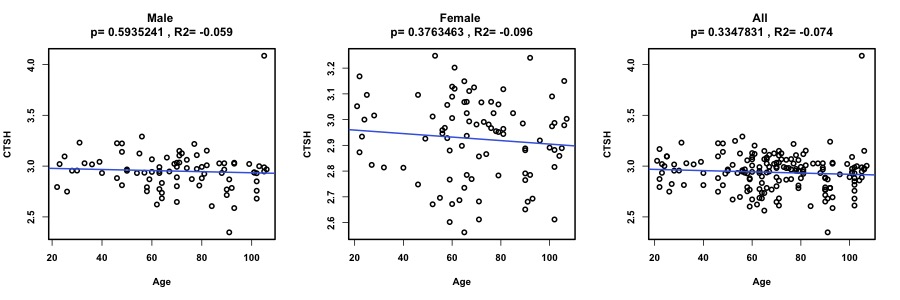 Male
p= 0.5935241 , R2= -0.059
CTSH
4.0
3.5
3.0
2.5
20 40 60 80 100
Age
Female
p= 0.3763463 , R2= -0.096
CTSH
3.2
3.1
3.0
2.9
2.8
2.7
2.6
20 40 60 80 100
Age
All
p= 0.3347831 , R2= -0.074
CTSH
4.0
3.5
3.0
2.5
20 40 60 80 100
Age